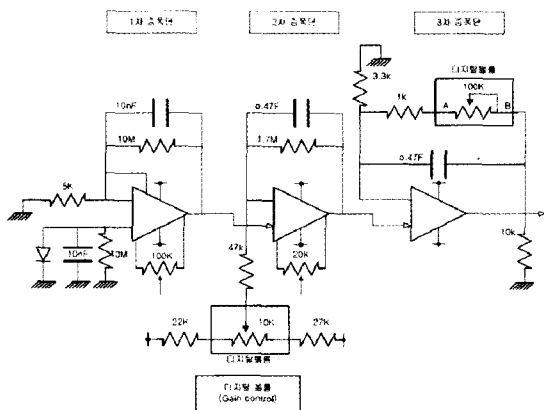 1차 증폭단
2차 증폭단
3차 증폭단
디지털볼륨
3.3k
100K
1k
A
B
10nF
0.47F
10M
1.7M
0.47F
5K
10nF
10M
100K
47k
20k
10k
22K
10K
27K
디지털볼륨
디지털 볼륨
(Gain control)